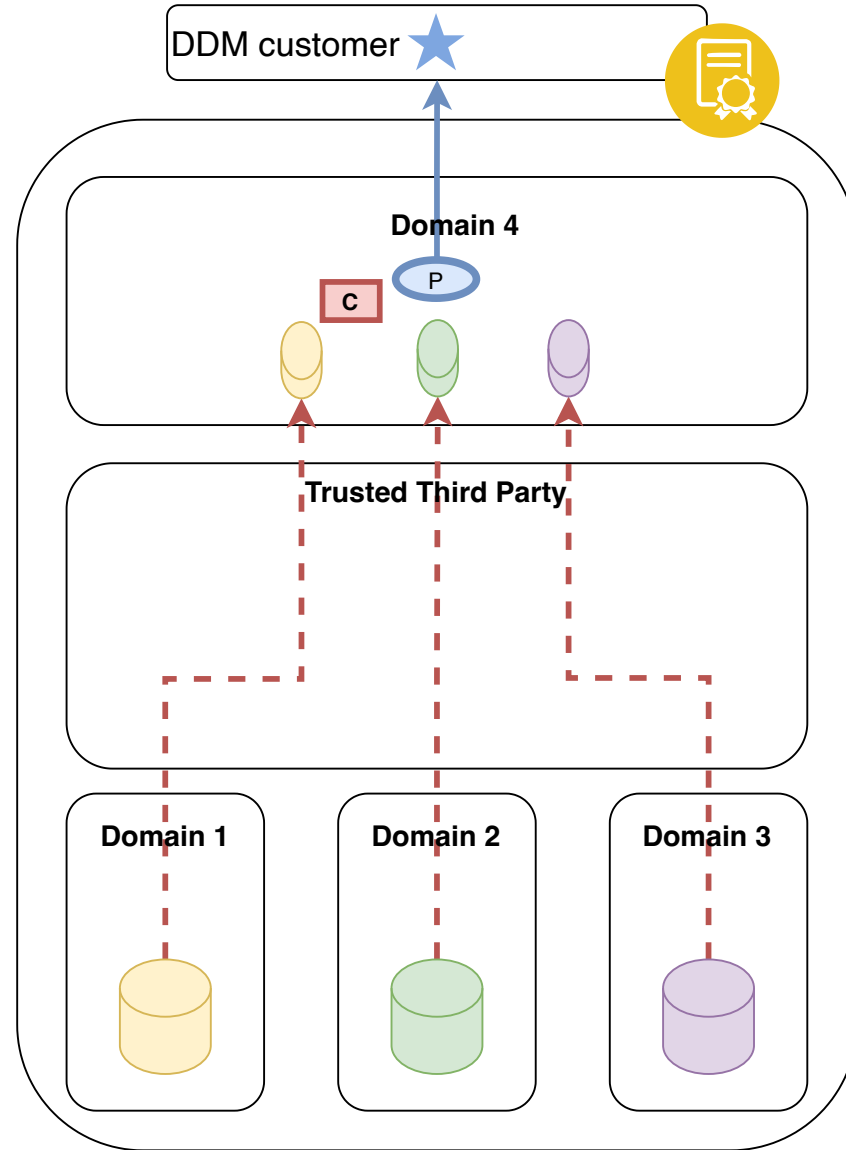 DDM customer
Domain 4
P
C
Trusted Third Party
Domain 1
Domain 2
Domain 3